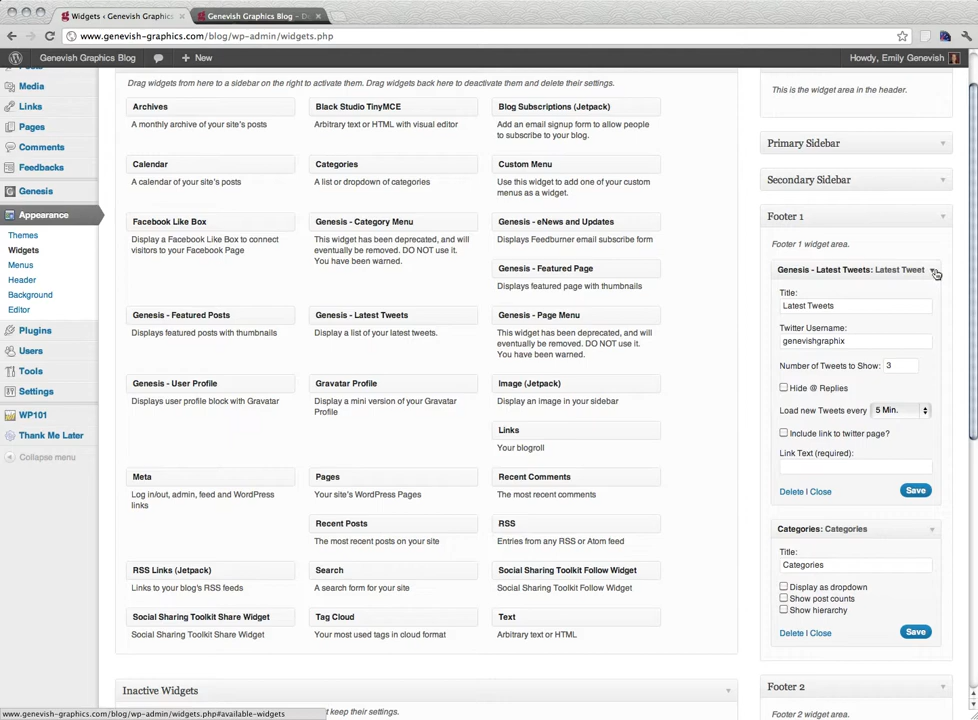 Widgets ‹ Genevish Graphics
Genevish Graphics Blog – D
www.genevish-graphics.com/blog/wp-admin/widgets.php
Genevish Graphics Blog
+ New
Howdy, Emily Genevish
Media
Links
Pages
Comments
Feedbacks
Genesis
Appearance
Themes
Widgets
Menus
Header
Background
Editor
Plugins
Users
Tools
Settings
WP101
Thank Me Later
Collapse menu
Drag widgets from here to a sidebar on the right to activate them. Drag widgets back here to deactivate them and delete their settings.
Archives
A monthly archive of your site's posts
Black Studio TinyMCE
Arbitrary text or HTML with visual editor
Blog Subscriptions (Jetpack)
Add an email signup form to allow people
to subscribe to your blog.
Calendar
A calendar of your site's posts
Categories
A list or dropdown of categories
Custom Menu
Use this widget to add one of your custom
menus as a widget.
Facebook Like Box
Display a Facebook Like Box to connect
visitors to your Facebook Page
Genesis - Category Menu
This widget has been deprecated, and will
eventually be removed. DO NOT use it.
You have been warned.
Genesis - eNews and Updates
Displays Feedburner email subscribe form
Genesis - Featured Page
Displays featured page with thumbnails
Genesis - Featured Posts
Displays featured posts with thumbnails
Genesis - Latest Tweets
Display a list of your latest tweets.
Genesis - Page Menu
This widget has been deprecated, and will
eventually be removed. DO NOT use it.
You have been warned.
Genesis - User Profile
Displays user profile block with Gravatar
Gravatar Profile
Display a mini version of your Gravatar
Profile
Image (Jetpack)
Display an image in your sidebar
Links
Your blogroll
Meta
Log in/out, admin, feed and WordPress
links
Pages
Your site's WordPress Pages
Recent Comments
The most recent comments
Recent Posts
The most recent posts on your site
RSS
Entries from any RSS or Atom feed
RSS Links (Jetpack)
Links to your blog's RSS feeds
Search
A search form for your site
Social Sharing Toolkit Follow Widget
Social Sharing Toolkit Follow Widget
Social Sharing Toolkit Share Widget
Social Sharing Toolkit Share Widget
Tag Cloud
Your most used tags in cloud format
Text
Arbitrary text or HTML
Inactive Widgets
keep their settings.
This is the widget area in the header.
Primary Sidebar
Secondary Sidebar
Footer 1
Footer 1 widget area.
Genesis - Latest Tweets: Latest Tweet
Title:
Latest Tweets
Twitter Username:
genevishgraphix
Number of Tweets to Show: 3
Hide @ Replies
Load new Tweets every 5 Min.
Include link to twitter page?
Link Text (required):
Delete | Close
Save
Categories: Categories
Title:
Categories
Display as dropdown
Show post counts
Show hierarchy
Delete | Close
Save
Footer 2
Footer 2 widget area.
www.genevish-graphics.com/blog/wp-admin/widgets.php#available-widgets